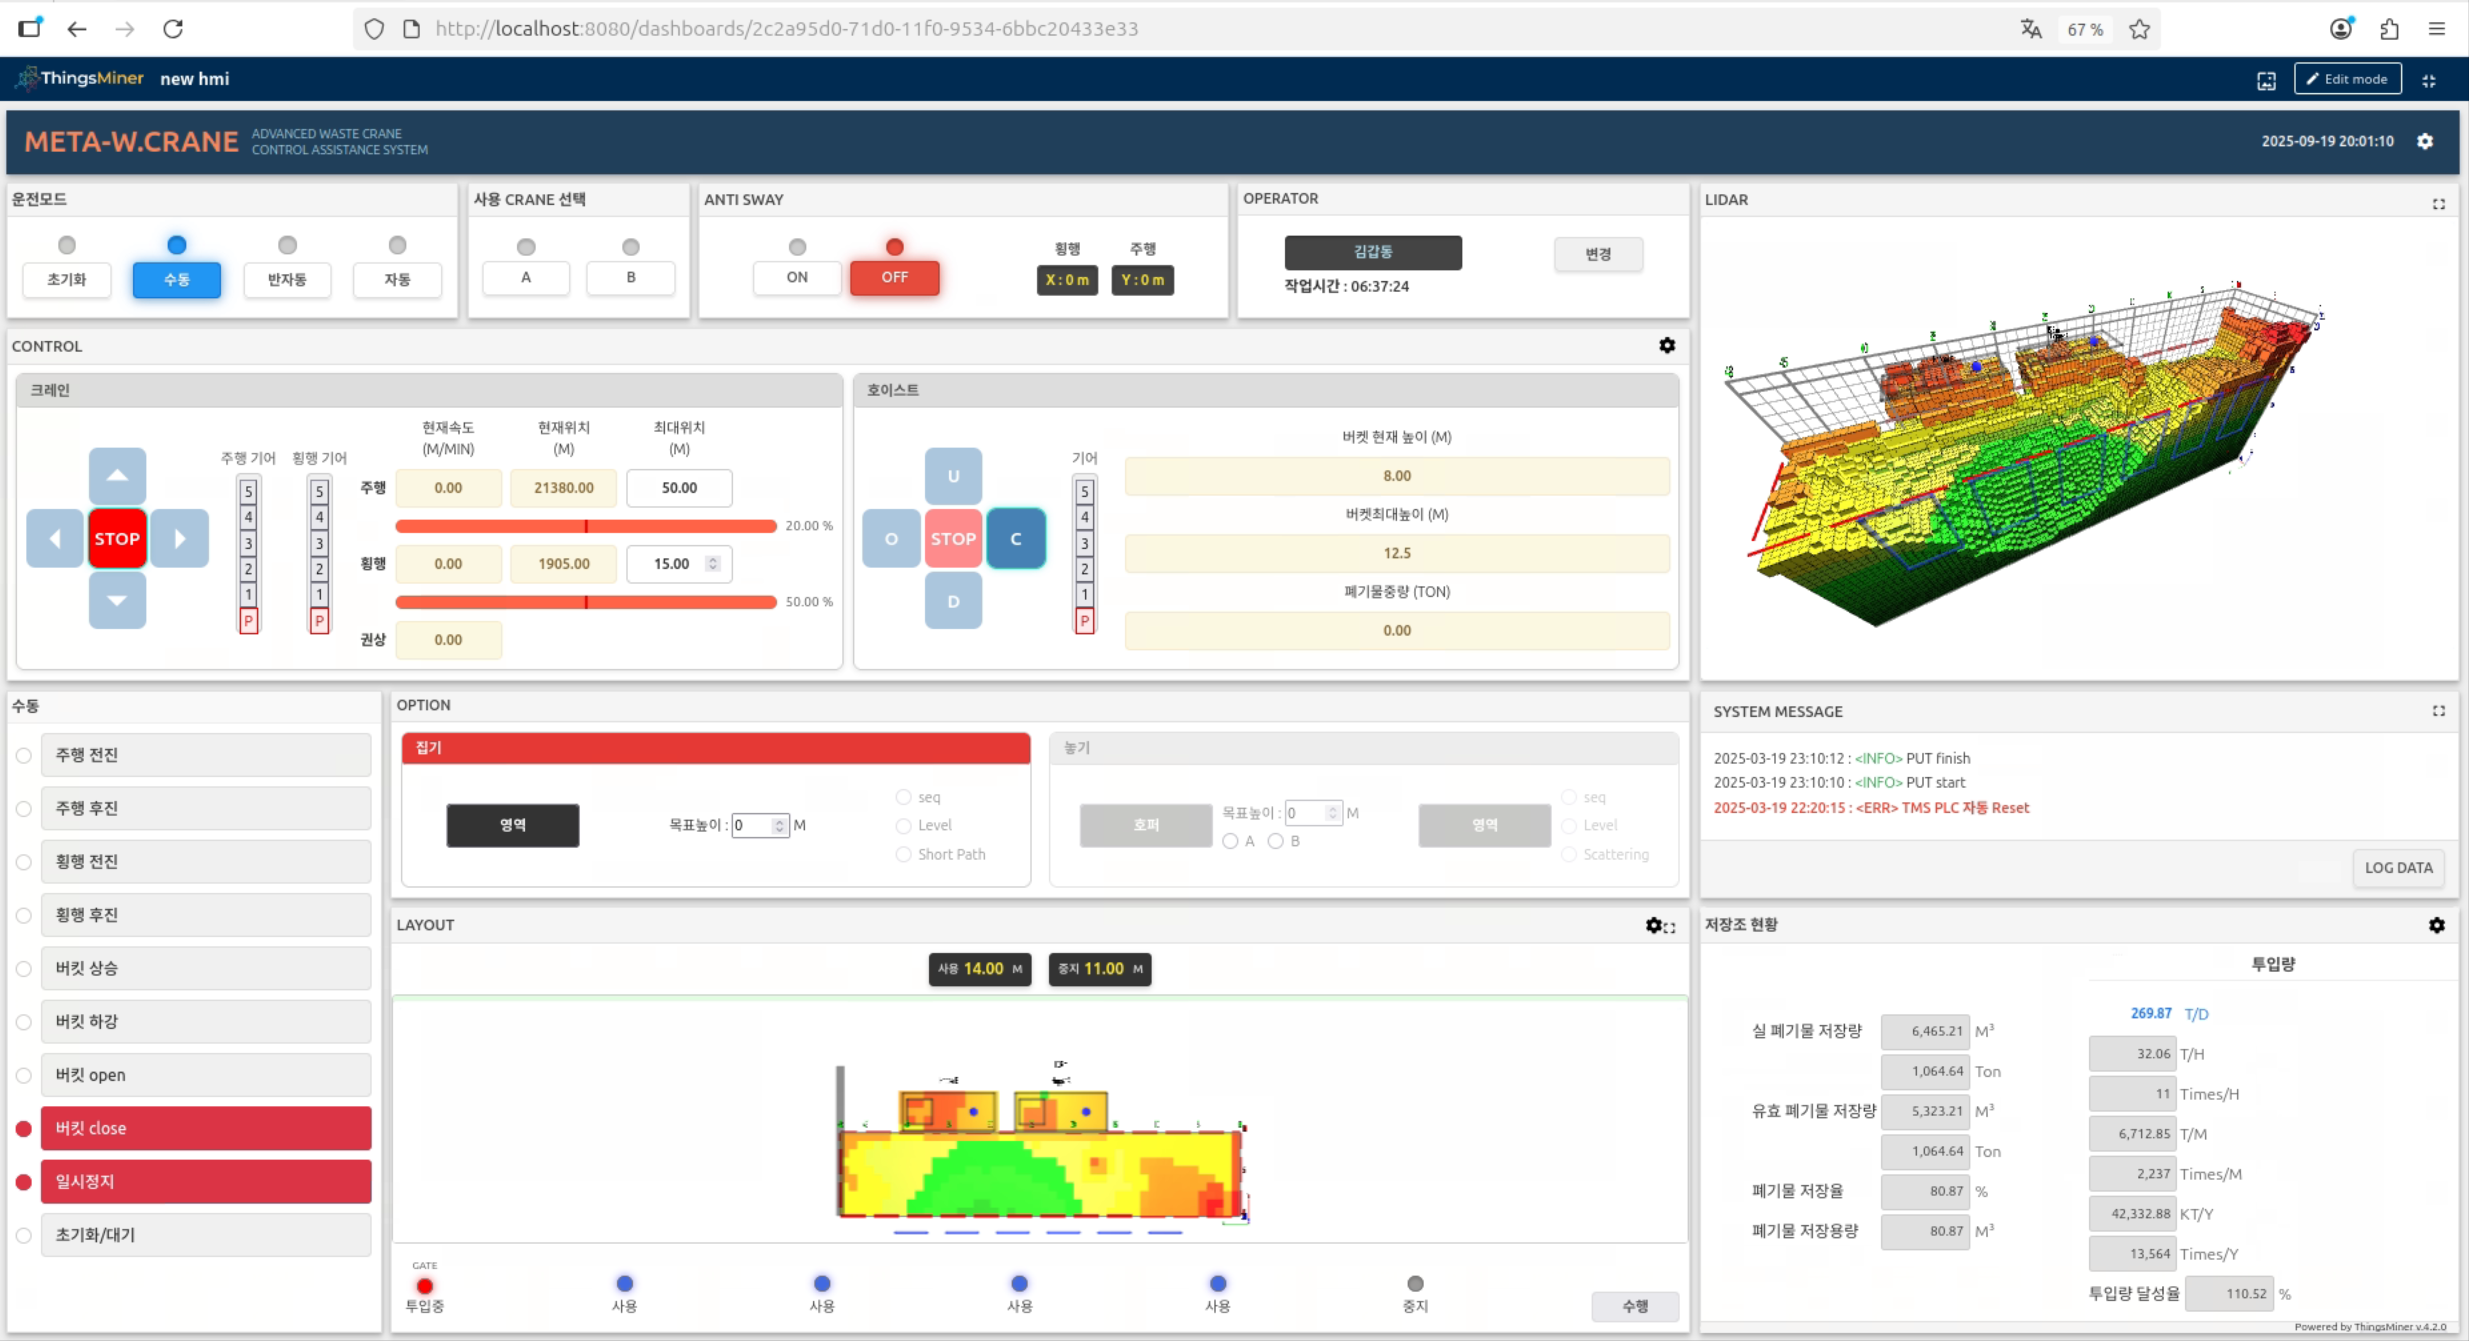 http://localhost:8080/dashboards/2c2a95d0-71d0-11f0-9534-6bbc20433e33
67 %
ThingsMiner new hmi
Edit mode
META-W.CRANE
ADVANCED WASTE CRANE
CONTROL ASSISTANCE SYSTEM
2025-09-19 20:01:10
운전모드
초기화
수동
반자동
자동
사용 CRANE 선택
A
B
ANTI SWAY
ON
OFF
횡행
주행
X : 0 m
Y : 0 m
OPERATOR
김갑동
변경
작업시간 : 06:37:24
LIDAR
CONTROL
크레인
STOP
주행 기어
횡행 기어
5
4
3
2
1
P
5
4
3
2
1
P
현재속도
(M/MIN)
현재위치
(M)
최대위치
(M)
주행
0.00
21380.00
50.00
20.00 %
횡행
0.00
1905.00
15.00
50.00 %
권상
0.00
호이스트
U
O
STOP
C
D
기어
5
4
3
2
1
P
버켓 현재 높이 (M)
8.00
버켓최대높이 (M)
12.5
폐기물중량 (TON)
0.00
수동
주행 전진
주행 후진
횡행 전진
횡행 후진
버킷 상승
버킷 하강
버킷 open
버킷 close
일시정지
초기화/대기
OPTION
집기
영역
목표높이 : 0 M
seq
Level
Short Path
놓기
호퍼
목표높이 : 0 M
A
B
영역
seq
Level
Scattering
SYSTEM MESSAGE
2025-03-19 23:10:12 : <INFO> PUT finish
2025-03-19 23:10:10 : <INFO> PUT start
2025-03-19 22:20:15 : <ERR> TMS PLC 자동 Reset
LOG DATA
LAYOUT
사용 14.00 M
중지 11.00 M
GATE
투입중
사용
사용
사용
사용
중지
수행
저장조 현황
실 폐기물 저장량 6,465.21 M³
1,064.64 Ton
유효 폐기물 저장량 5,323.21 M³
1,064.64 Ton
폐기물 저장율 80.87 %
폐기물 저장용량 80.87 M³
투입량
269.87 T/D
32.06 T/H
11 Times/H
6,712.85 T/M
2,237 Times/M
42,332.88 KT/Y
13,564 Times/Y
투입량 달성율 110.52 %
Powered by ThingsMiner v.4.2.0